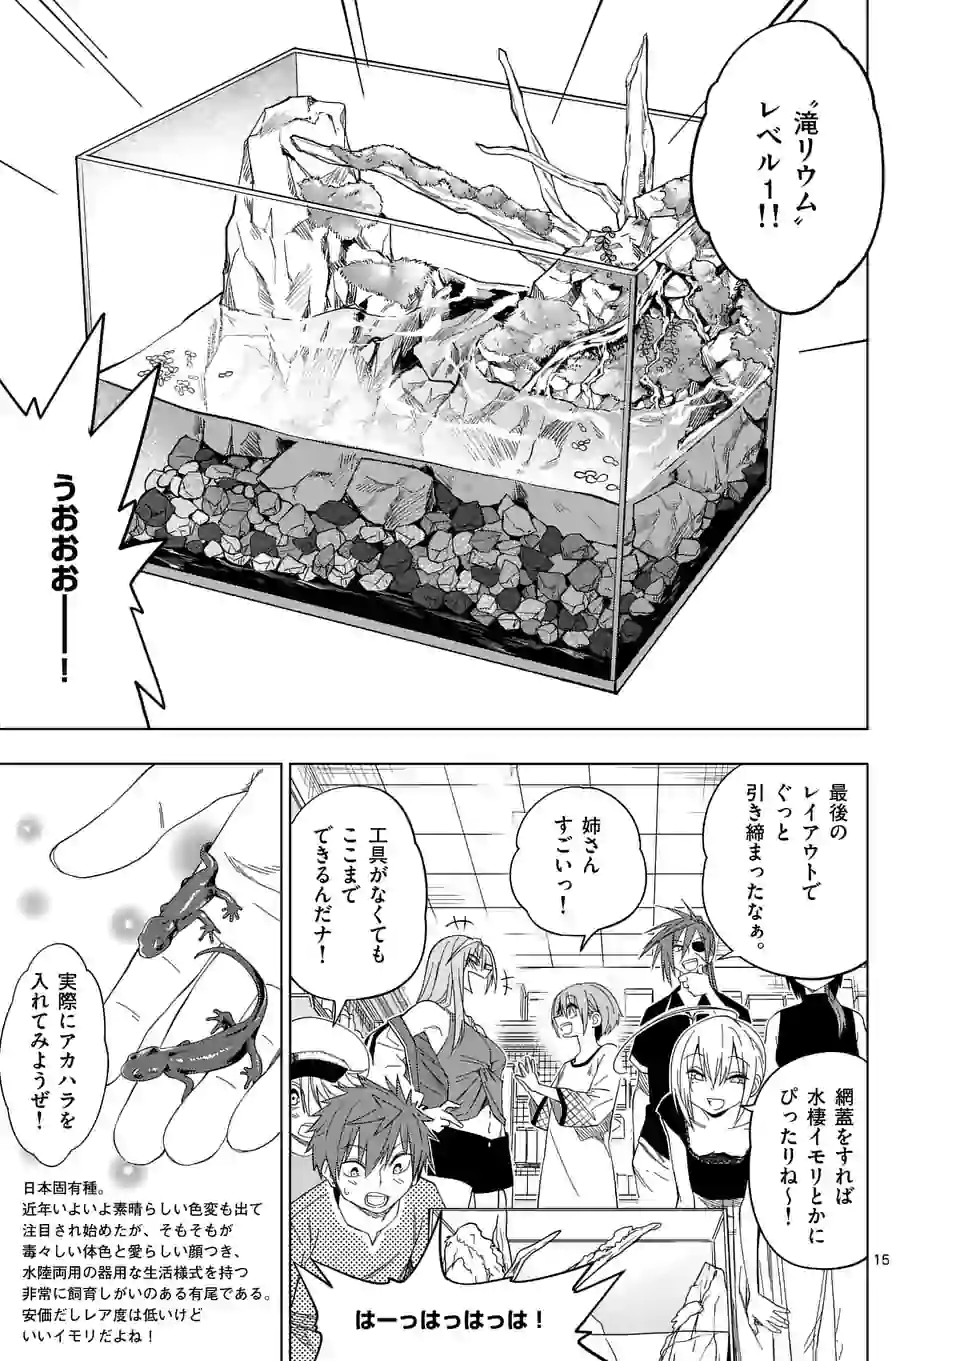 〝滝リウム〟
レベル1!!
うおおおーー！
最後の
レイアウトで
ぐっと
引き締まったなぁ。
姉さん
すごいっ！
工具がなくても
ここまで
できるんだナ！
網蓋をすれば
水棲イモリとかに
ぴったりね〜！
はーっはっはっは！
実際にアカハラを
入れてみようぜ！
日本固有種。
近年いよいよ素晴らしい色変も出て
注目され始めたが、そもそもが
毒々しい体色と愛らしい顔つき、
水陸両用の器用な生活様式を持つ
非常に飼育しがいのある有尾である。
安価だしレア度は低いけど
いいイモリだよね！
15